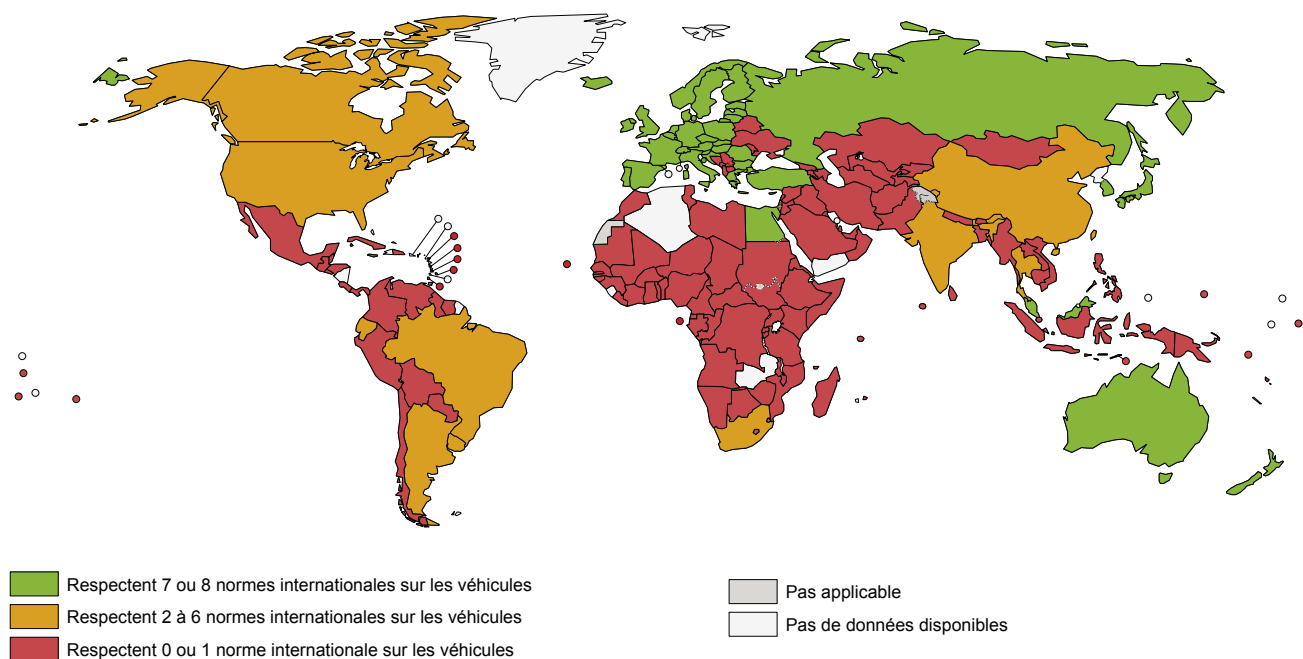 Respectent 7 ou 8 normes internationales sur les véhicules
Respectent 2 à 6 normes internationales sur les véhicules
Respectent 0 ou 1 norme internationale sur les véhicules
Pas applicable
Pas de données disponibles